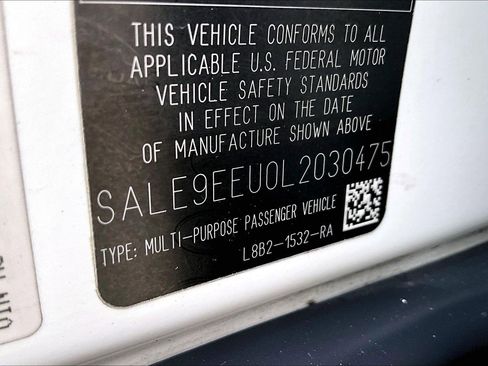 THIS VEHICLE CONFORMS TO ALL
APPLICABLE U.S. FEDERAL MOTOR
VEHICLE SAFETY STANDARDS
IN EFFECT ON THE DATE
OF MANUFACTURE SHOWN ABOVE
SALE9EEU0L2030475
TYPE: MULTI-PURPOSE PASSENGER VEHICLE
L8B2-1532-RA